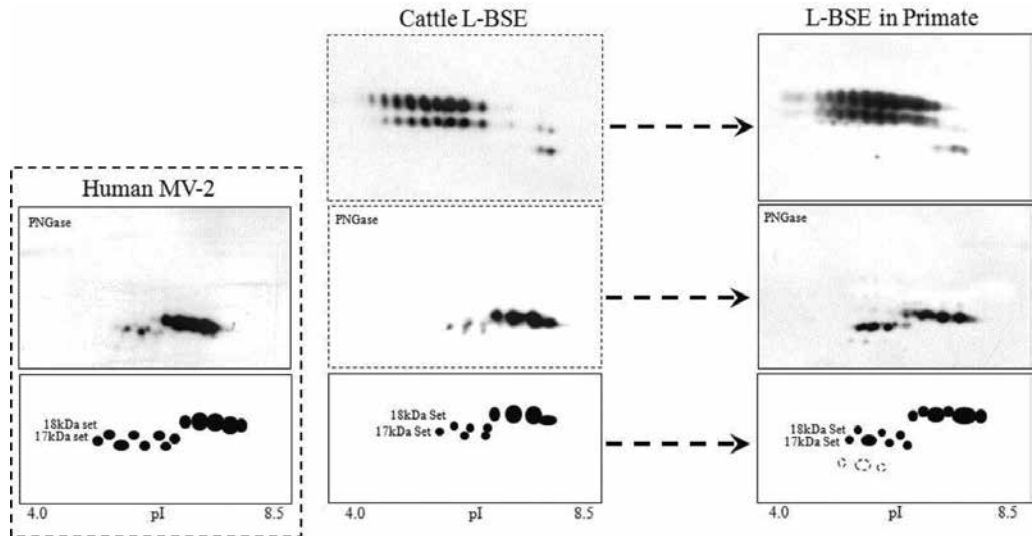 Cattle L-BSE
L-BSE in Primate
Human MV-2
PNGase
PNGase
PNGase
18kDa set
17kDa set
18kDa Set
17kDa Set
18kDa Set
17kDa Set
4.0 pI 8.5
4.0 pI 8.5
4.0 pI 8.5